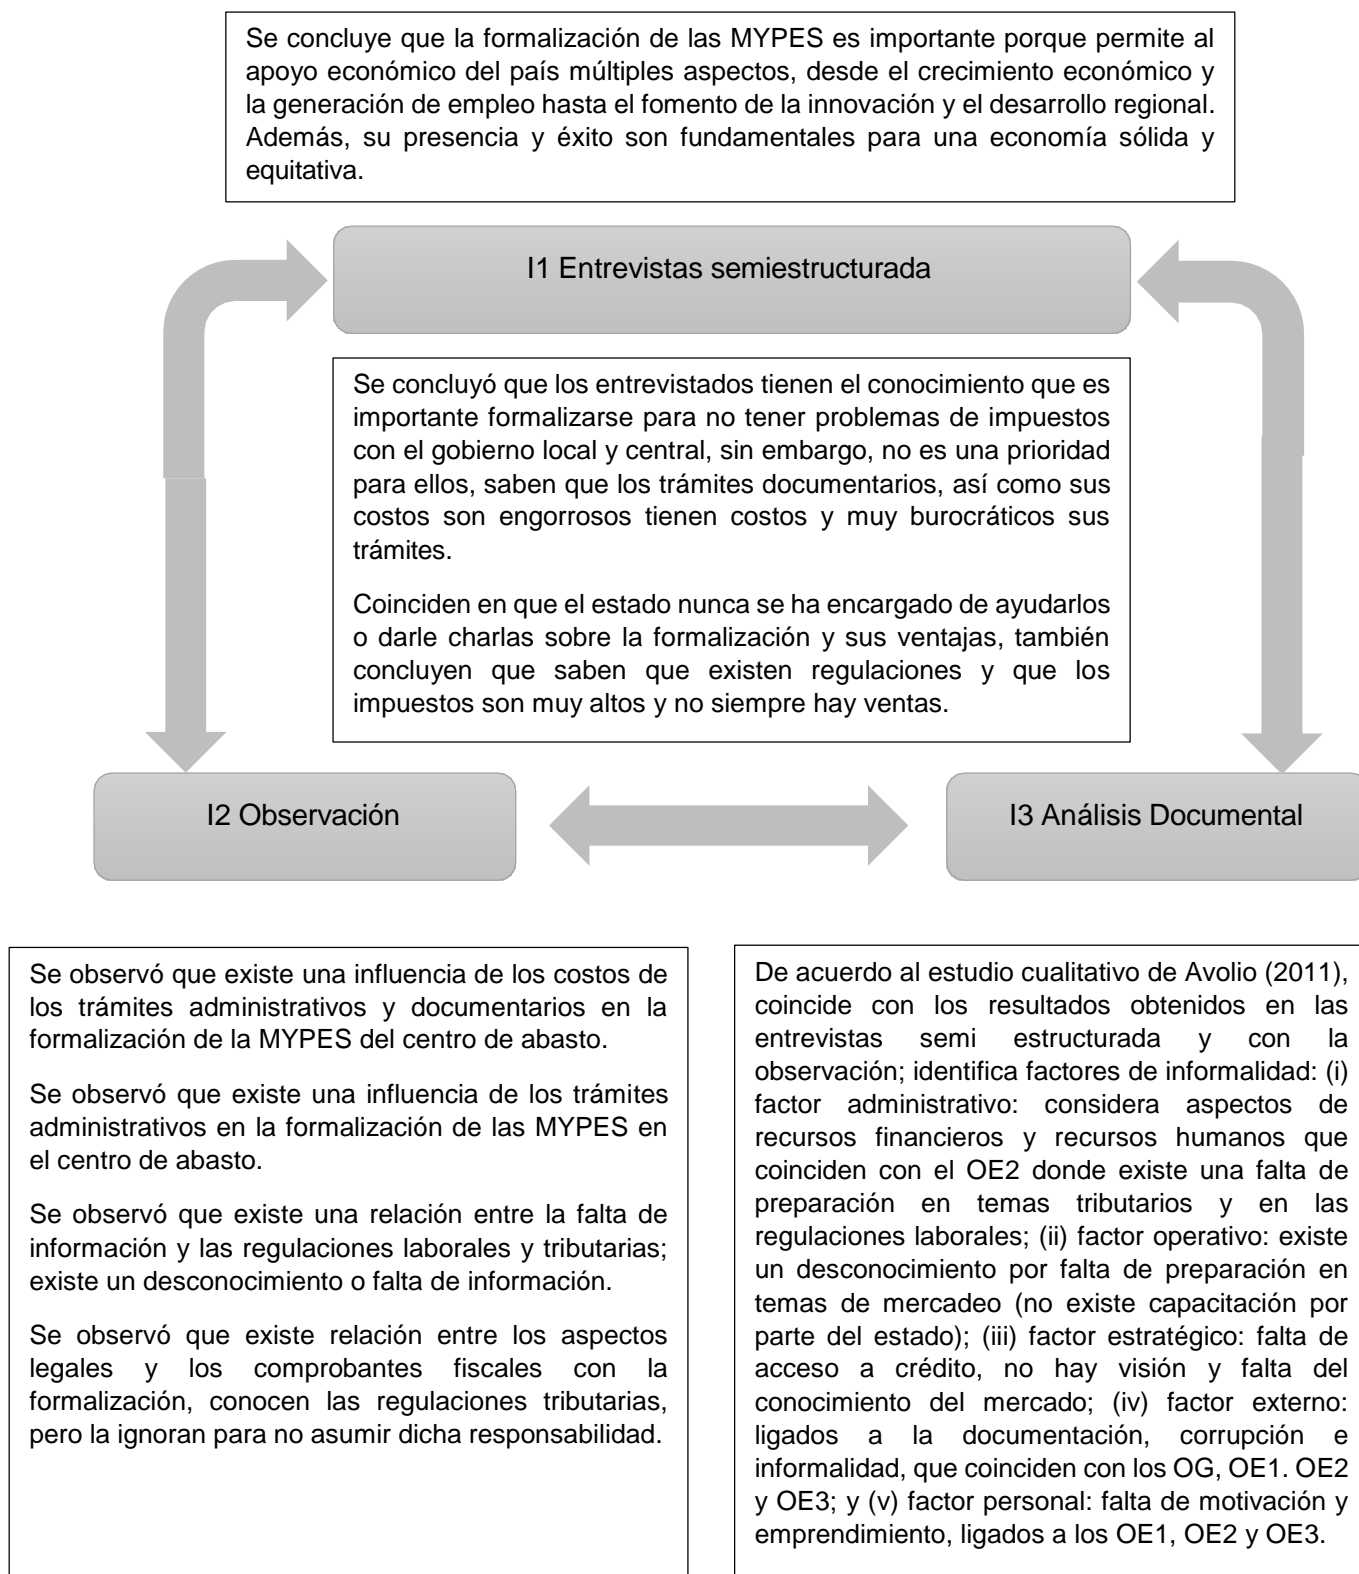 Se concluye que la formalización de las MYPES es importante porque permite al
apoyo económico del país múltiples aspectos, desde el crecimiento económico y
la generación de empleo hasta el fomento de la innovación y el desarrollo regional.
Además, su presencia y éxito son fundamentales para una economía sólida y
equitativa.
I1 Entrevistas semiestructurada
Se concluyó que los entrevistados tienen el conocimiento que es
importante formalizarse para no tener problemas de impuestos
con el gobierno local y central, sin embargo, no es una prioridad
para ellos, saben que los trámites documentarios, así como sus
costos son engorrosos tienen costos y muy burocráticos sus
trámites.
Coinciden en que el estado nunca se ha encargado de ayudarlos
o darle charlas sobre la formalización y sus ventajas, también
concluyen que saben que existen regulaciones y que los
impuestos son muy altos y no siempre hay ventas.
I2 Observación
I3 Análisis Documental
Se observó que existe una influencia de los costos de
los trámites administrativos y documentarios en la
formalización de la MYPES del centro de abasto.
Se observó que existe una influencia de los trámites
administrativos en la formalización de las MYPES en
el centro de abasto.
Se observó que existe una relación entre la falta de
información y las regulaciones laborales y tributarias;
existe un desconocimiento o falta de información.
Se observó que existe relación entre los aspectos
legales y los comprobantes fiscales con la
formalización, conocen las regulaciones tributarias,
pero la ignoran para no asumir dicha responsabilidad.
De acuerdo al estudio cualitativo de Avolio (2011),
coincide con los resultados obtenidos en las
entrevistas semi estructurada y con la
observación; identifica factores de informalidad: (i)
factor administrativo: considera aspectos de
recursos financieros y recursos humanos que
coinciden con el OE2 donde existe una falta de
preparación en temas tributarios y en las
regulaciones laborales; (ii) factor operativo: existe
un desconocimiento por falta de preparación en
temas de mercadeo (no existe capacitación por
parte del estado); (iii) factor estratégico: falta de
acceso a crédito, no hay visión y falta del
conocimiento del mercado; (iv) factor externo:
ligados a la documentación, corrupción e
informalidad, que coinciden con los OG, OE1. OE2
y OE3; y (v) factor personal: falta de motivación y
emprendimiento, ligados a los OE1, OE2 y OE3.